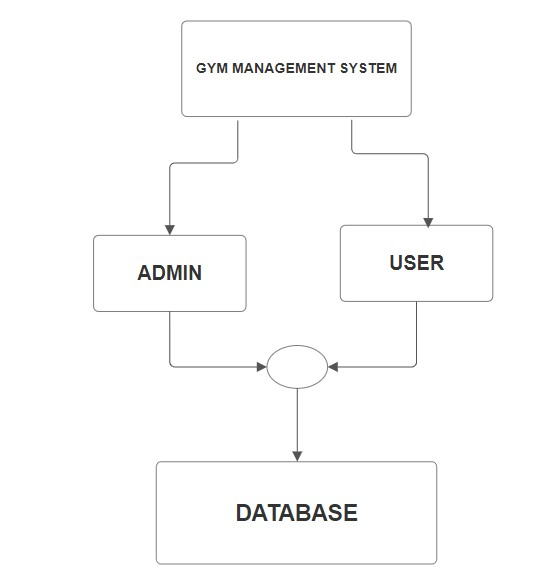 GYM MANAGEMENT SYSTEM
ADMIN
USER
DATABASE